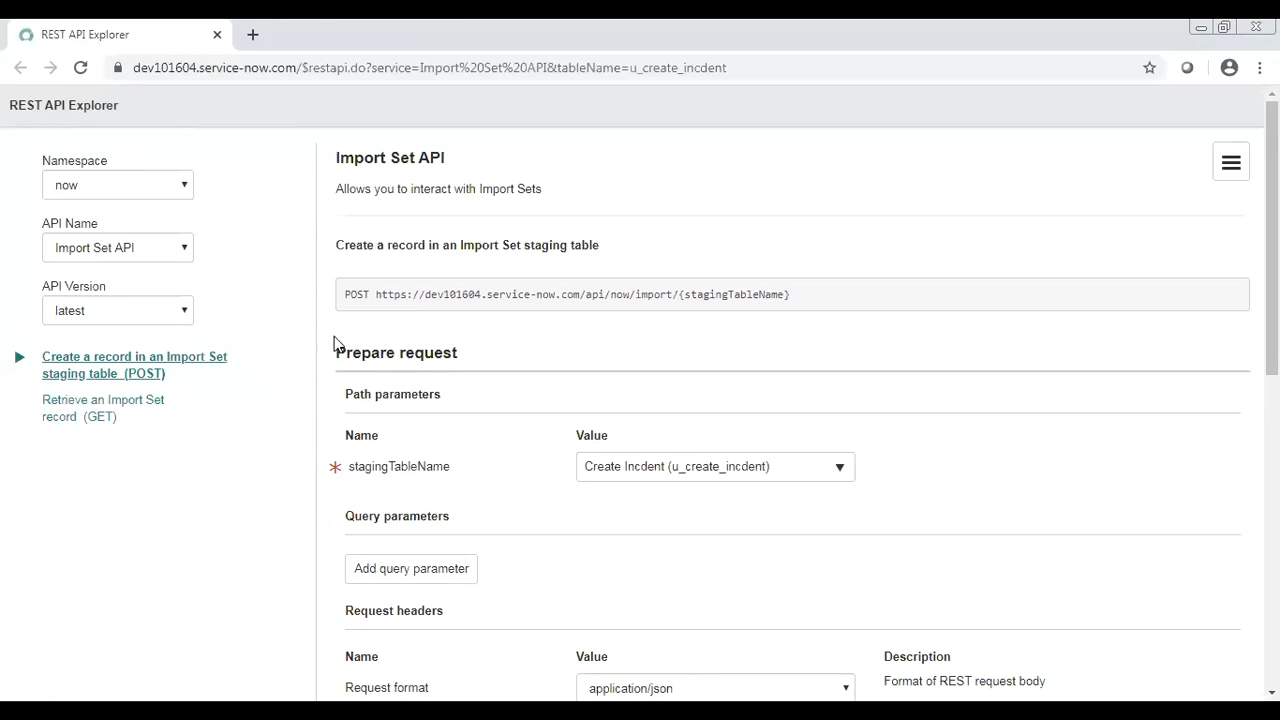 REST API Explorer
dev101604.service-now.com/$restapi.do?service=Import%20Set%20API&tableName=u_create_incdent
REST API Explorer
Namespace
now
API Name
Import Set API
API Version
latest
Create a record in an Import Set
staging table (POST)
Retrieve an Import Set
record (GET)
Import Set API
Allows you to interact with Import Sets
Create a record in an Import Set staging table
POST https://dev101604.service-now.com/api/now/import/{stagingTableName}
Prepare request
Path parameters
Name Value
* stagingTableName Create Incdent (u_create_incdent)
Query parameters
Add query parameter
Request headers
Name Value Description
Request format application/json Format of REST request body